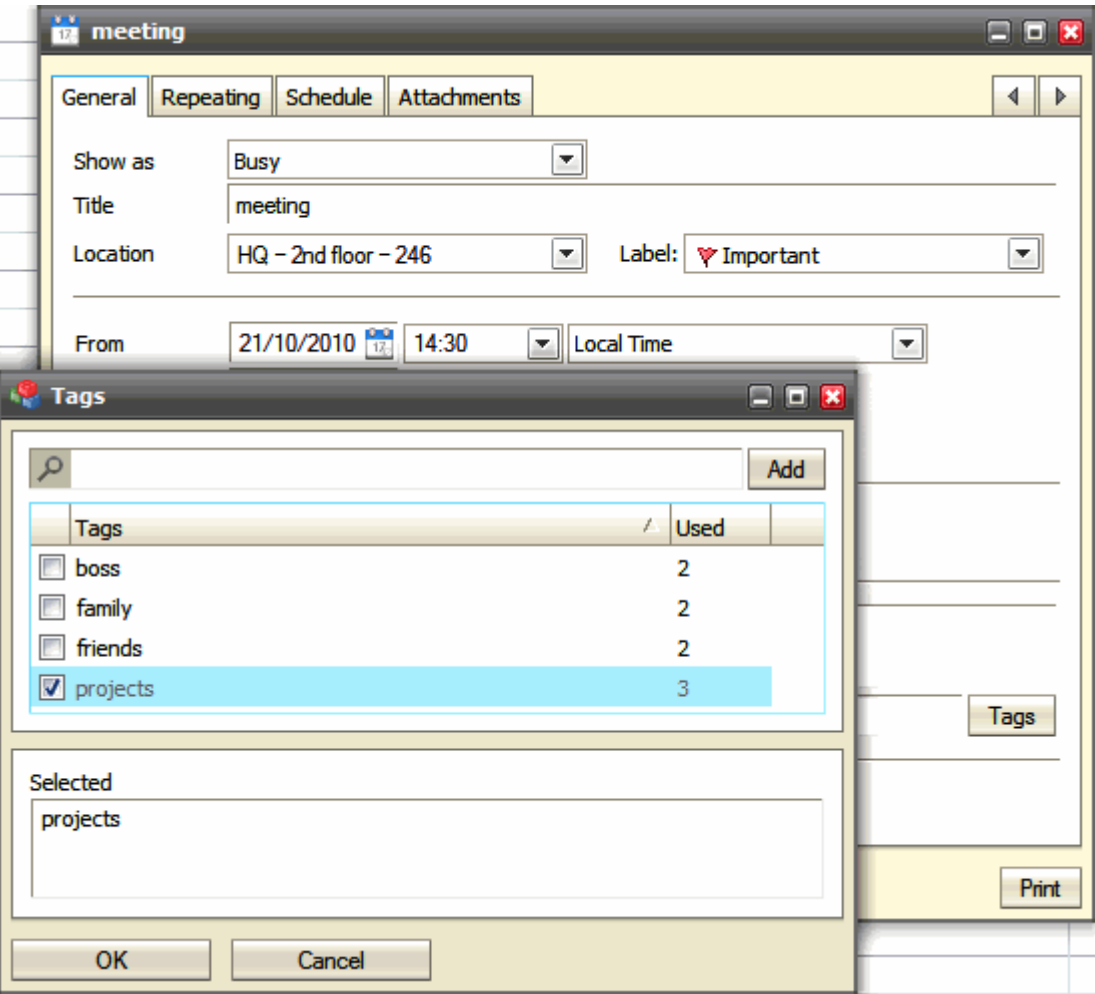 meeting
General Repeating Schedule Attachments
Show as Busy
Title meeting
Location HQ – 2nd floor – 246 Label: Important
From 21/10/2010 14:30 Local Time
Tags
Add
Tags Used
boss 2
family 2
friends 2
projects 3
Tags
Selected
projects
Print
OK Cancel